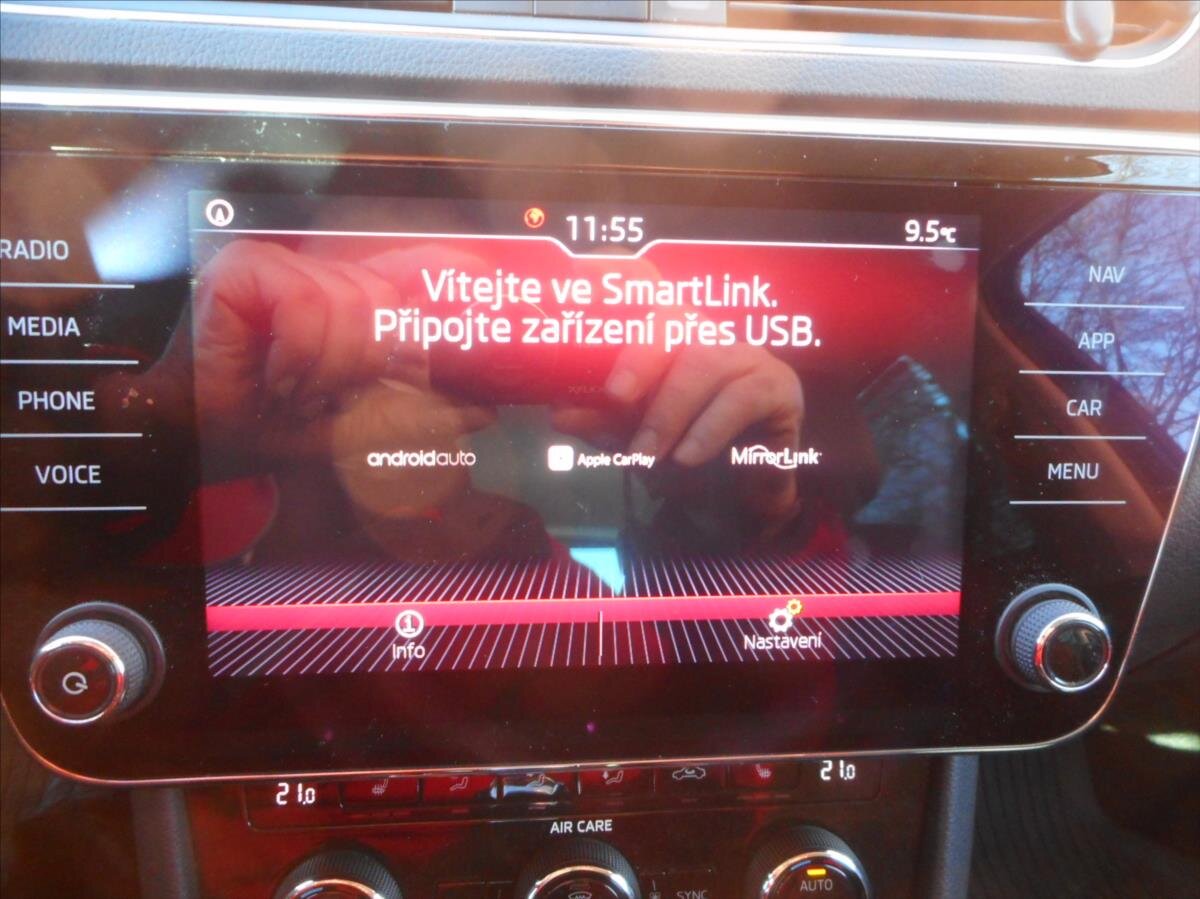 11:55
9.5°C
RADIO
MEDIA
PHONE
VOICE
Vítejte ve SmartLink.
Připojte zařízení přes USB.
androidauto
Apple CarPlay
MirrorLink
Info
Nastavení
NAV
APP
CAR
MENU
21.0
21.0
AIR CARE
SYNC
AUTO